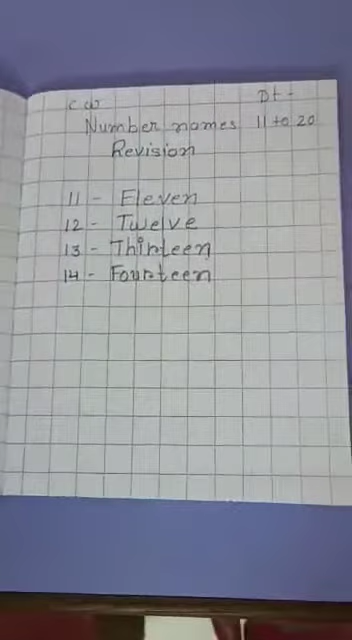 C.W Dt -
Number names 11 to 20
Revision
11 - Eleven
12 - Twelve
13 - Thirteen
14 - Fourteen